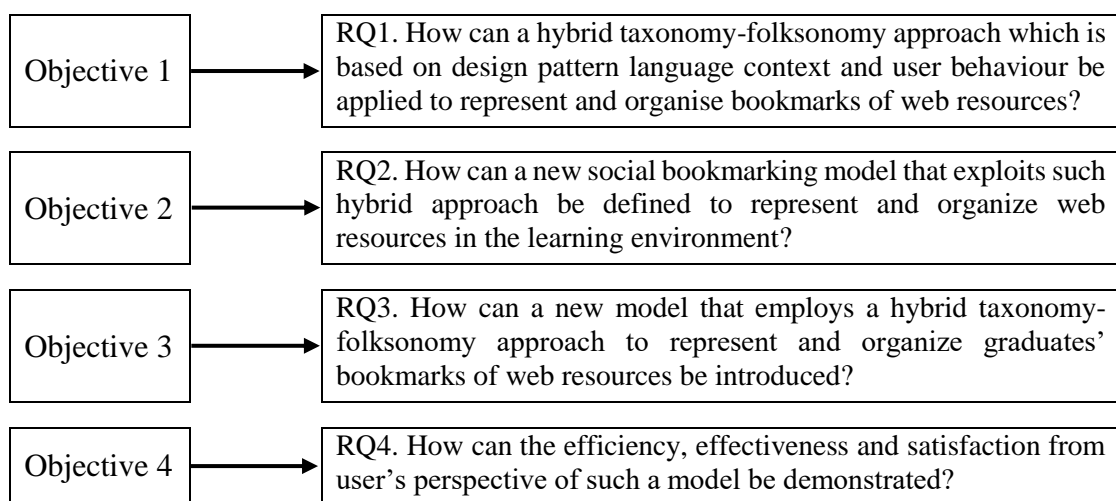 Objective 1
RQ1. How can a hybrid taxonomy-folksonomy approach which is
based on design pattern language context and user behaviour be
applied to represent and organise bookmarks of web resources?
Objective 2
RQ2. How can a new social bookmarking model that exploits such
hybrid approach be defined to represent and organize web
resources in the learning environment?
Objective 3
RQ3. How can a new model that employs a hybrid taxonomy-
folksonomy approach to represent and organize graduates’
bookmarks of web resources be introduced?
Objective 4
RQ4. How can the efficiency, effectiveness and satisfaction from
user’s perspective of such a model be demonstrated?